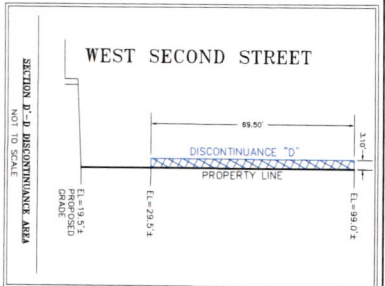 WEST SECOND STREET
69.50'
3.10'
DISCONTINUANCE "D"
PROPERTY LINE
EL=19.5'±
PROPOSED
GRADE
EL=29.5'±
EL=99.0'±
SECTION D'-D DISCONTINUANCE AREA
NOT TO SCALE